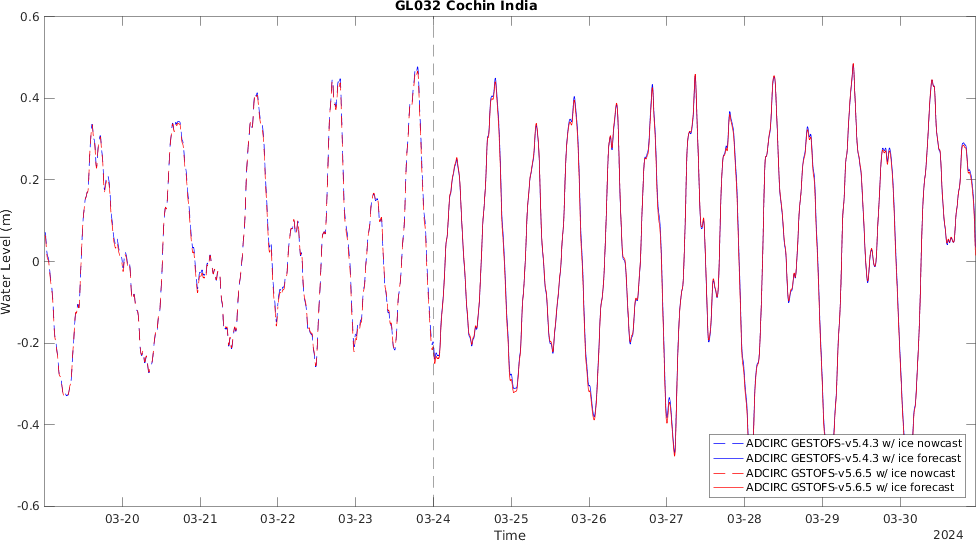 GL032 Cochin India
0.6
0.4
0.2
0
-0.2
-0.4
-0.6
Water Level (m)
ADCIRC GESTOFS-v5.4.3 w/ ice nowcast
ADCIRC GESTOFS-v5.4.3 w/ ice forecast
ADCIRC GSTOFS-v5.6.5 w/ ice nowcast
ADCIRC GSTOFS-v5.6.5 w/ ice forecast
03-20 03-21 03-22 03-23 03-24 03-25 03-26 03-27 03-28 03-29 03-30
Time
2024